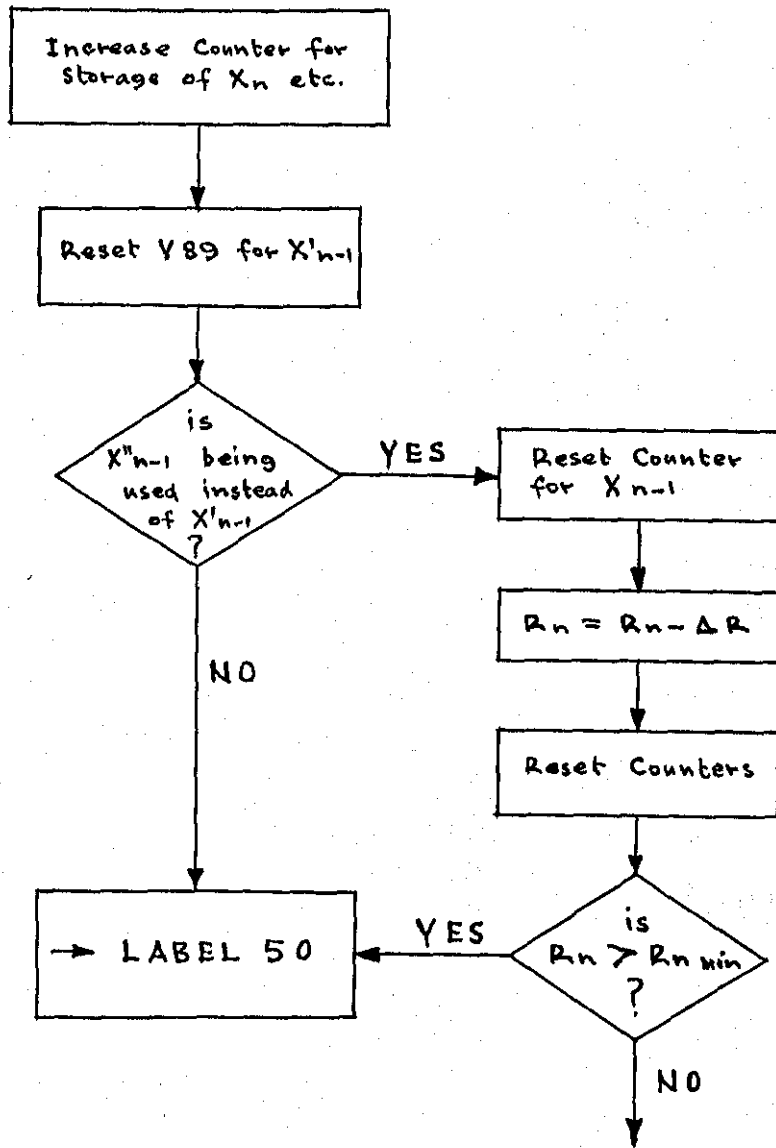 Increase Counter for
Storage of Xn etc.
Reset V89 for X'n-1
is
X"n-1 being
used instead
of X'n-1
?
YES
Reset Counter
for Xn-1
Rn = Rn - ΔR
NO
Reset Counters
→ LABEL 50
YES
is
Rn > Rn min
?
NO